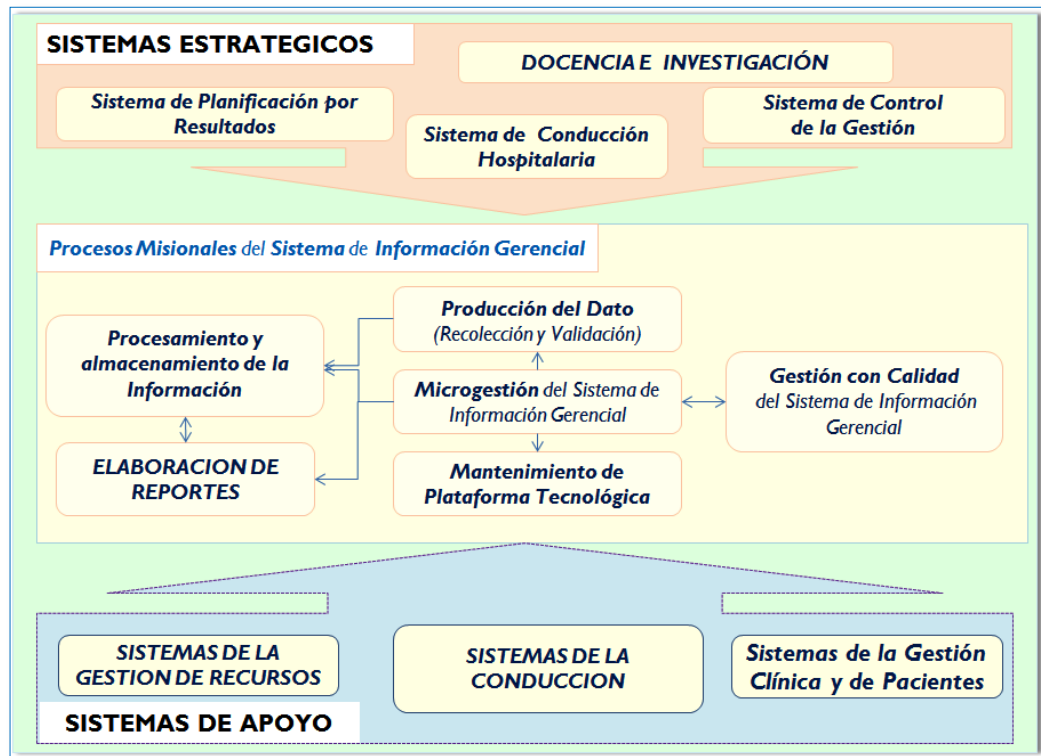 SISTEMAS ESTRATEGICOS
DOCENCIA E INVESTIGACIÓN
Sistema de Planificación por
Resultados
Sistema de Conducción
Hospitalaria
Sistema de Control
de la Gestión
Procesos Misionales del Sistema de Información Gerencial
Procesamiento y
almacenamiento de la
Información
ELABORACION DE
REPORTES
Producción del Dato
(Recolección y Validación)
Microgestión del Sistema de
Información Gerencial
Mantenimiento de
Plataforma Tecnológica
Gestión con Calidad
del Sistema de Información
Gerencial
SISTEMAS DE LA
GESTION DE RECURSOS
SISTEMAS DE LA
CONDUCCION
Sistemas de la Gestión
Clínica y de Pacientes
SISTEMAS DE APOYO